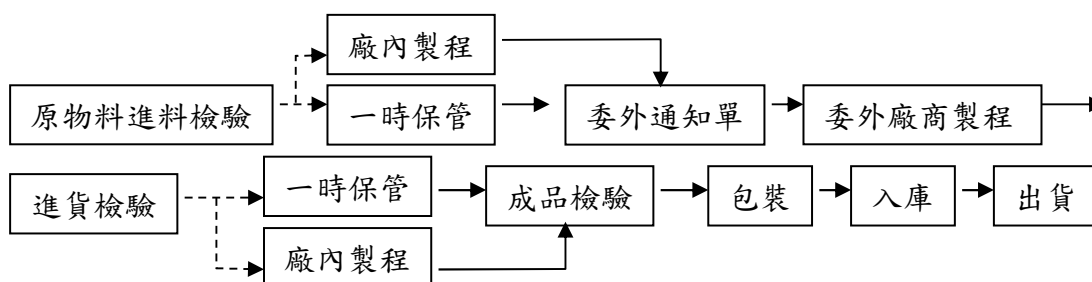 廠內製程
原物料進料檢驗
一時保管
委外通知單
委外廠商製程
進貨檢驗
一時保管
成品檢驗
包裝
入庫
出貨
廠內製程